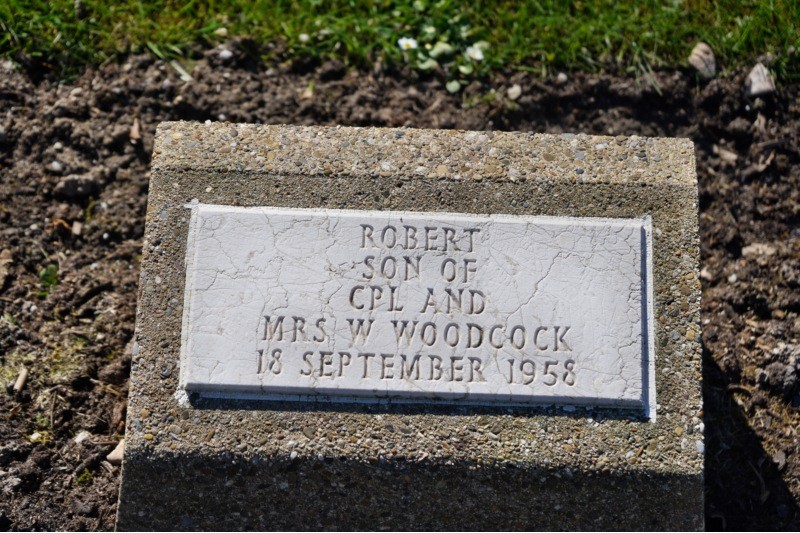 ROBERT
SON OF
CPL AND
MRS W WOODCOCK
18 SEPTEMBER 1958